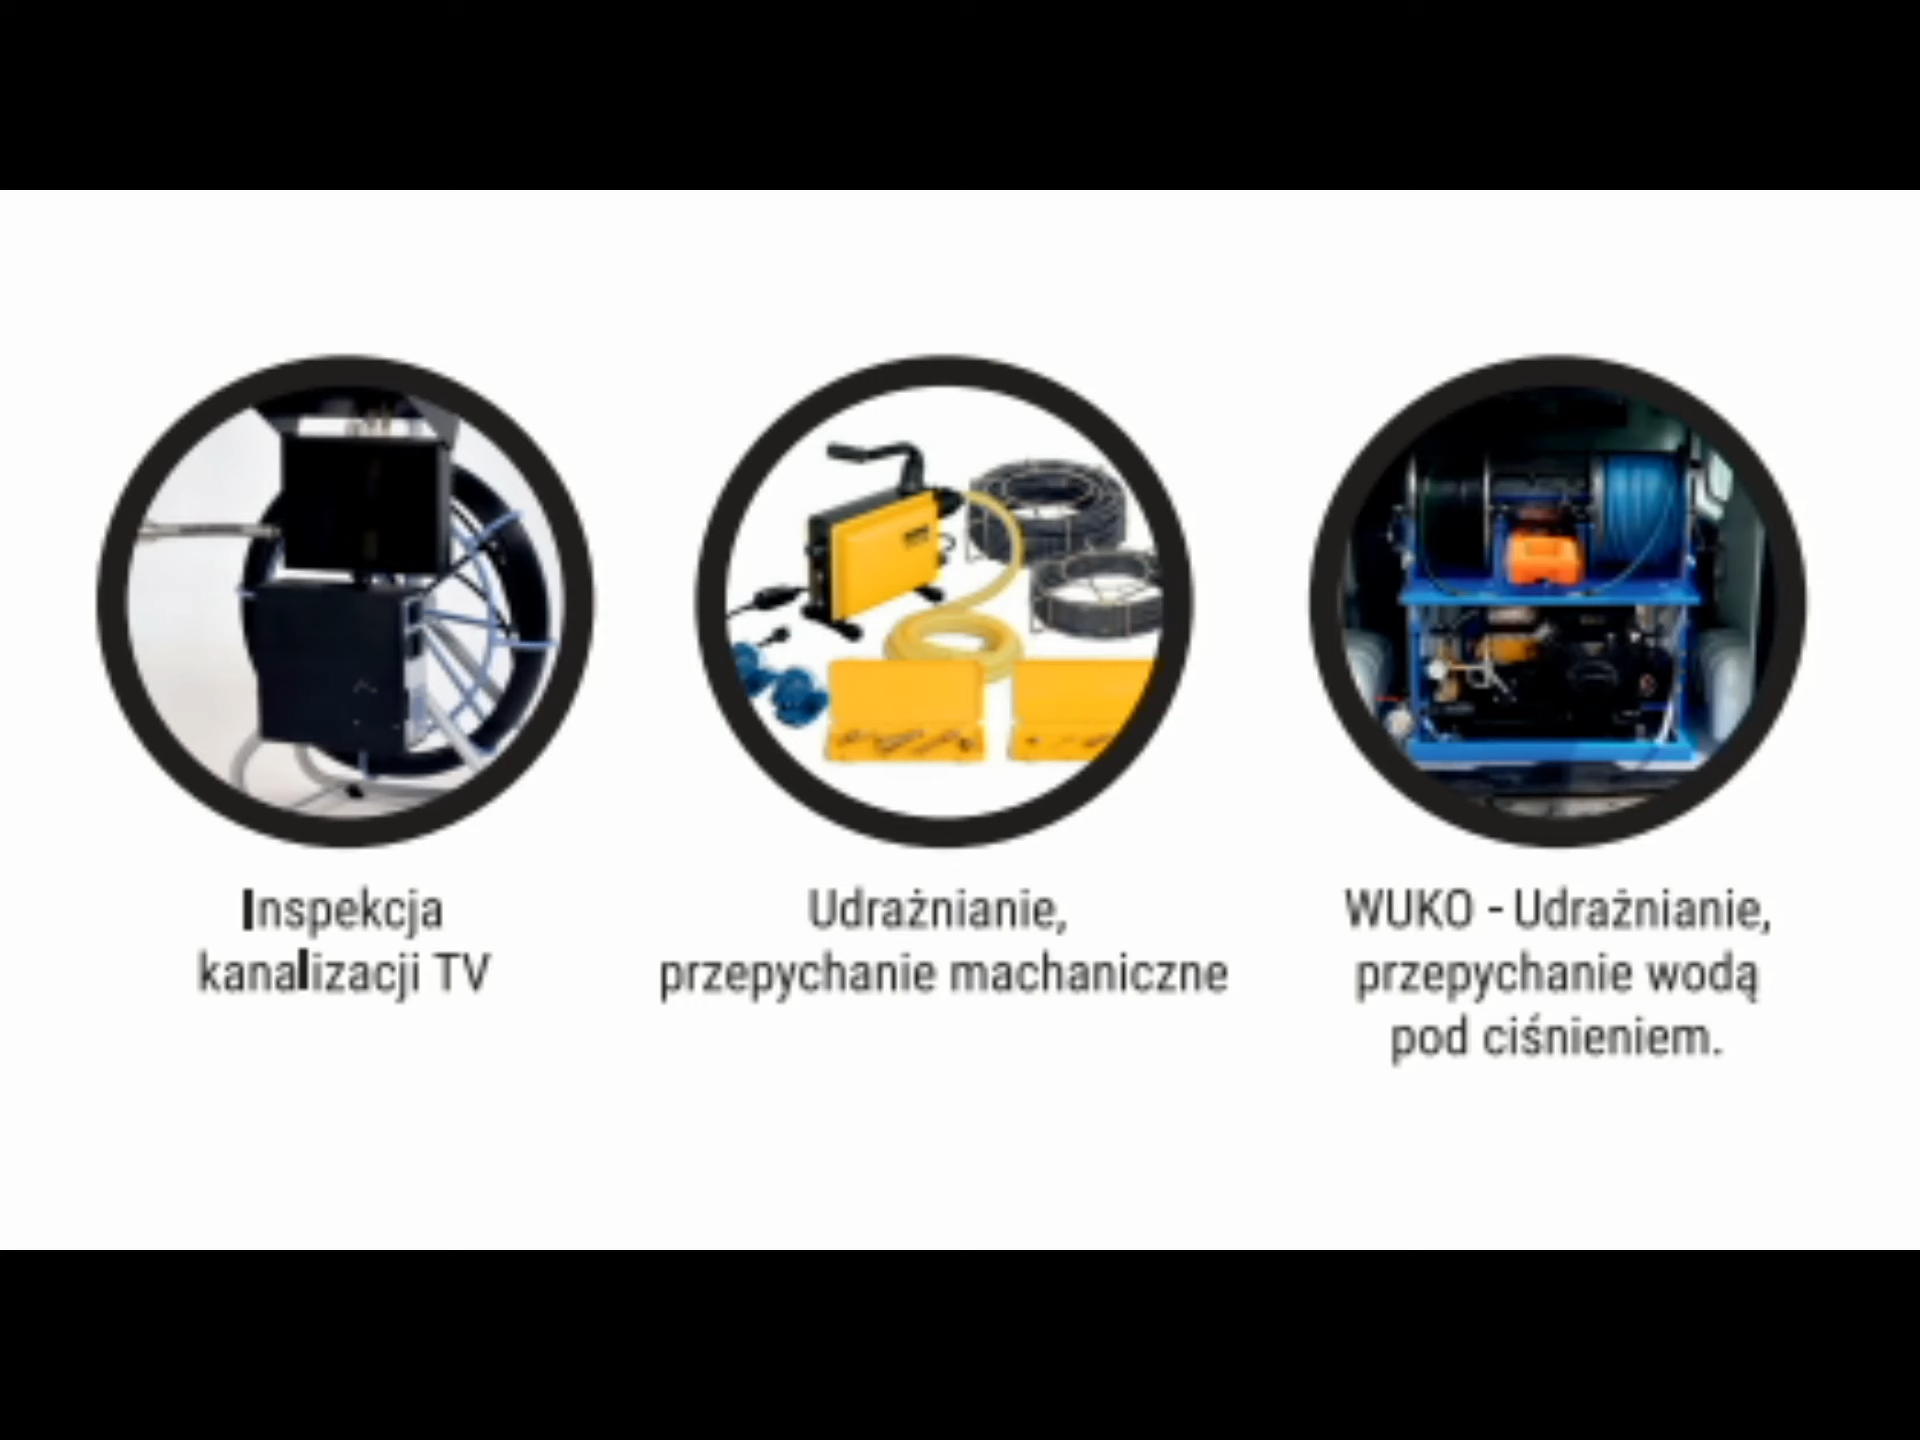 Inspekcja
kanalizacji TV
Udrażnianie,
przepychanie machaniczne
WUKO - Udrażnianie,
przepychanie wodą
pod ciśnieniem.